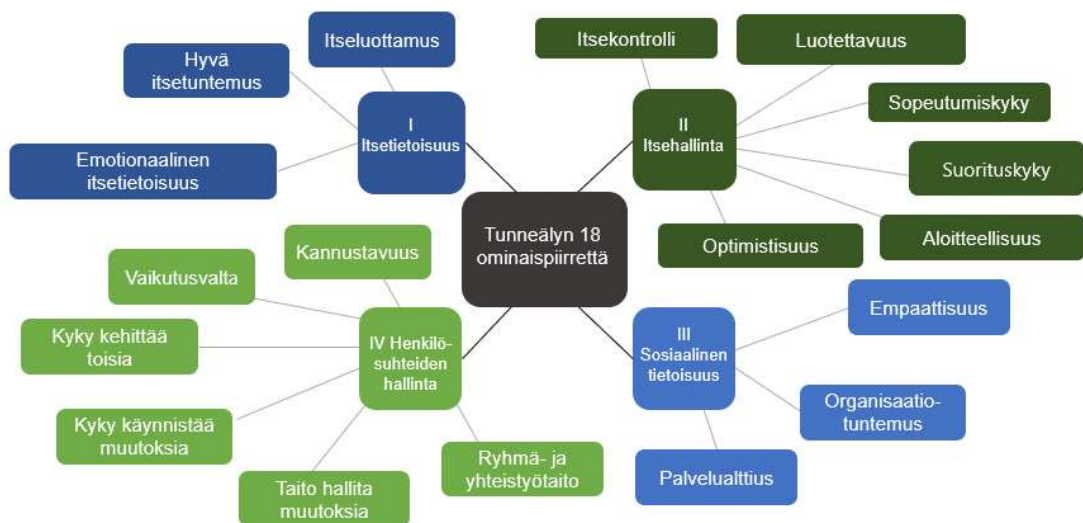 Itseluottamus
Hyvä
itsetuntemus
Emotionaalinen
itsetietoisuus
I
Itsetietoisuus
Itsekontrolli
Luotettavuus
Sopeutumiskyky
Suorituskyky
Aloitteellisuus
Optimistisuus
II
Itsehallinta
Tunneälyn 18
ominaispiirrettä
Kannustavuus
Vaikutusvalta
Kyky kehittää
toisia
Kyky käynnistää
muutoksia
Taito hallita
muutoksia
Ryhmä- ja
yhteistyötaito
IV Henkilö-
suhteiden
hallinta
III
Sosiaalinen
tietoisuus
Empaattisuus
Organisaatio-
tuntemus
Palvelualttius